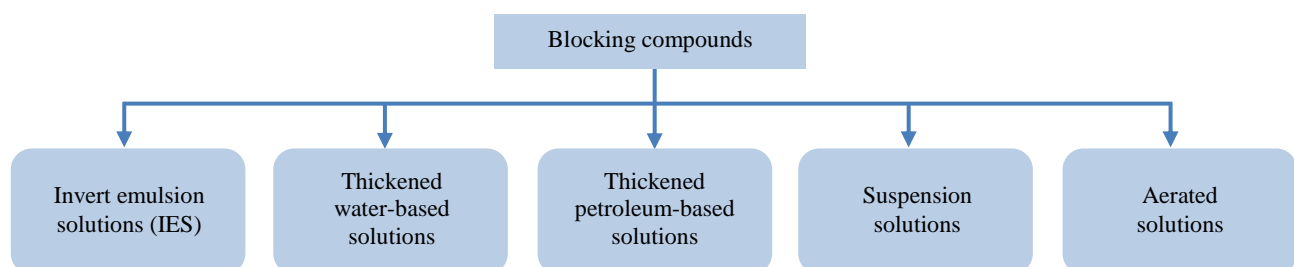 Blocking compounds
Invert emulsion
solutions (IES)
Thickened
water-based
solutions
Thickened
petroleum-based
solutions
Suspension
solutions
Aerated
solutions